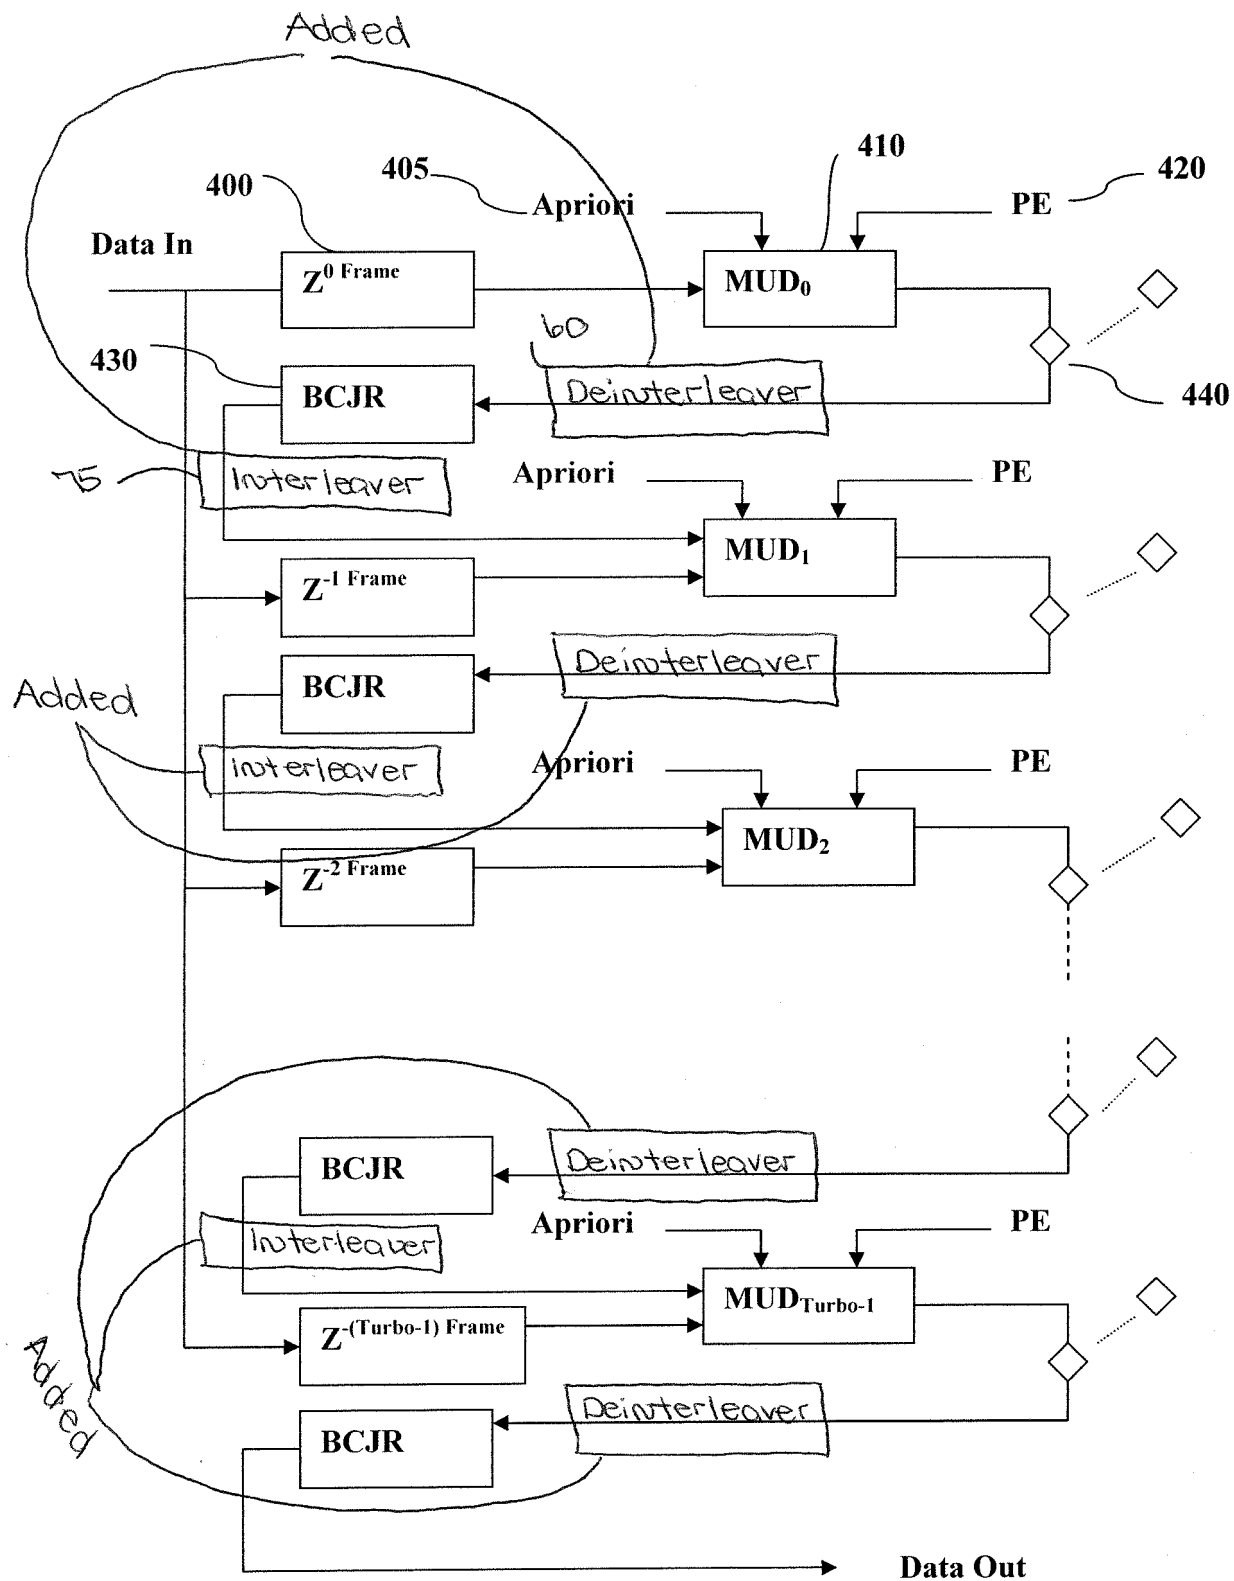 Added
410
405
420
400
Apriori
PE
Data In
Z0 Frame
MUD0
60
430
BCJR
Deinterleaver
440
75
Interleaver
Apriori
PE
MUD1
Z-1 Frame
Deinterleaver
BCJR
Added
interleaver
Apriori
PE
MUD2
Z-2 Frame
BCJR
Deinterleaver
Interleaver
Apriori
PE
MUDTurbo-1
Z-(Turbo-1) Frame
Added
Deinterleaver
BCJR
Data Out